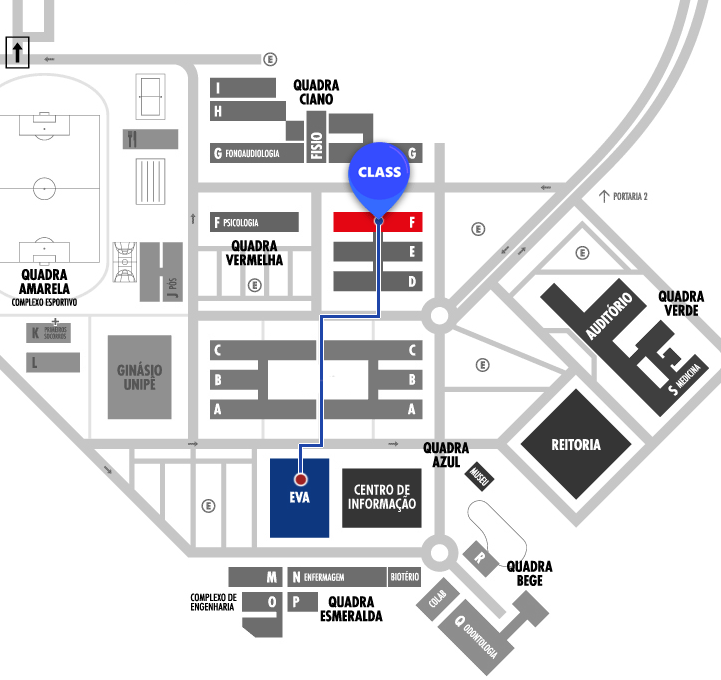 E
I
QUADRA
CIANO
H
FISIO
G FONOAUDIOLOGIA
G
CLASS
PORTARIA 2
F PSICOLOGIA
F
E
E
QUADRA
VERMELHA
E
D
E
QUADRA
AMARELA
COMPLEXO ESPORTIVO
J PÓS
QUADRA
VERDE
AUDITÓRIO
K PRIMEIROS
SOCORROS
L
GINÁSIO
UNIPÊ
C
C
B
B
A
A
E
S MEDICINA
REITORIA
QUADRA
AZUL
MUSEU
EVA
CENTRO DE
INFORMAÇÃO
E
R
QUADRA
BEGE
M
N ENFERMAGEM
BIOTÉRIO
COMPLEXO DE
ENGENHARIA
O
P
QUADRA
ESMERALDA
COLAB
Q ODONTOLOGIA